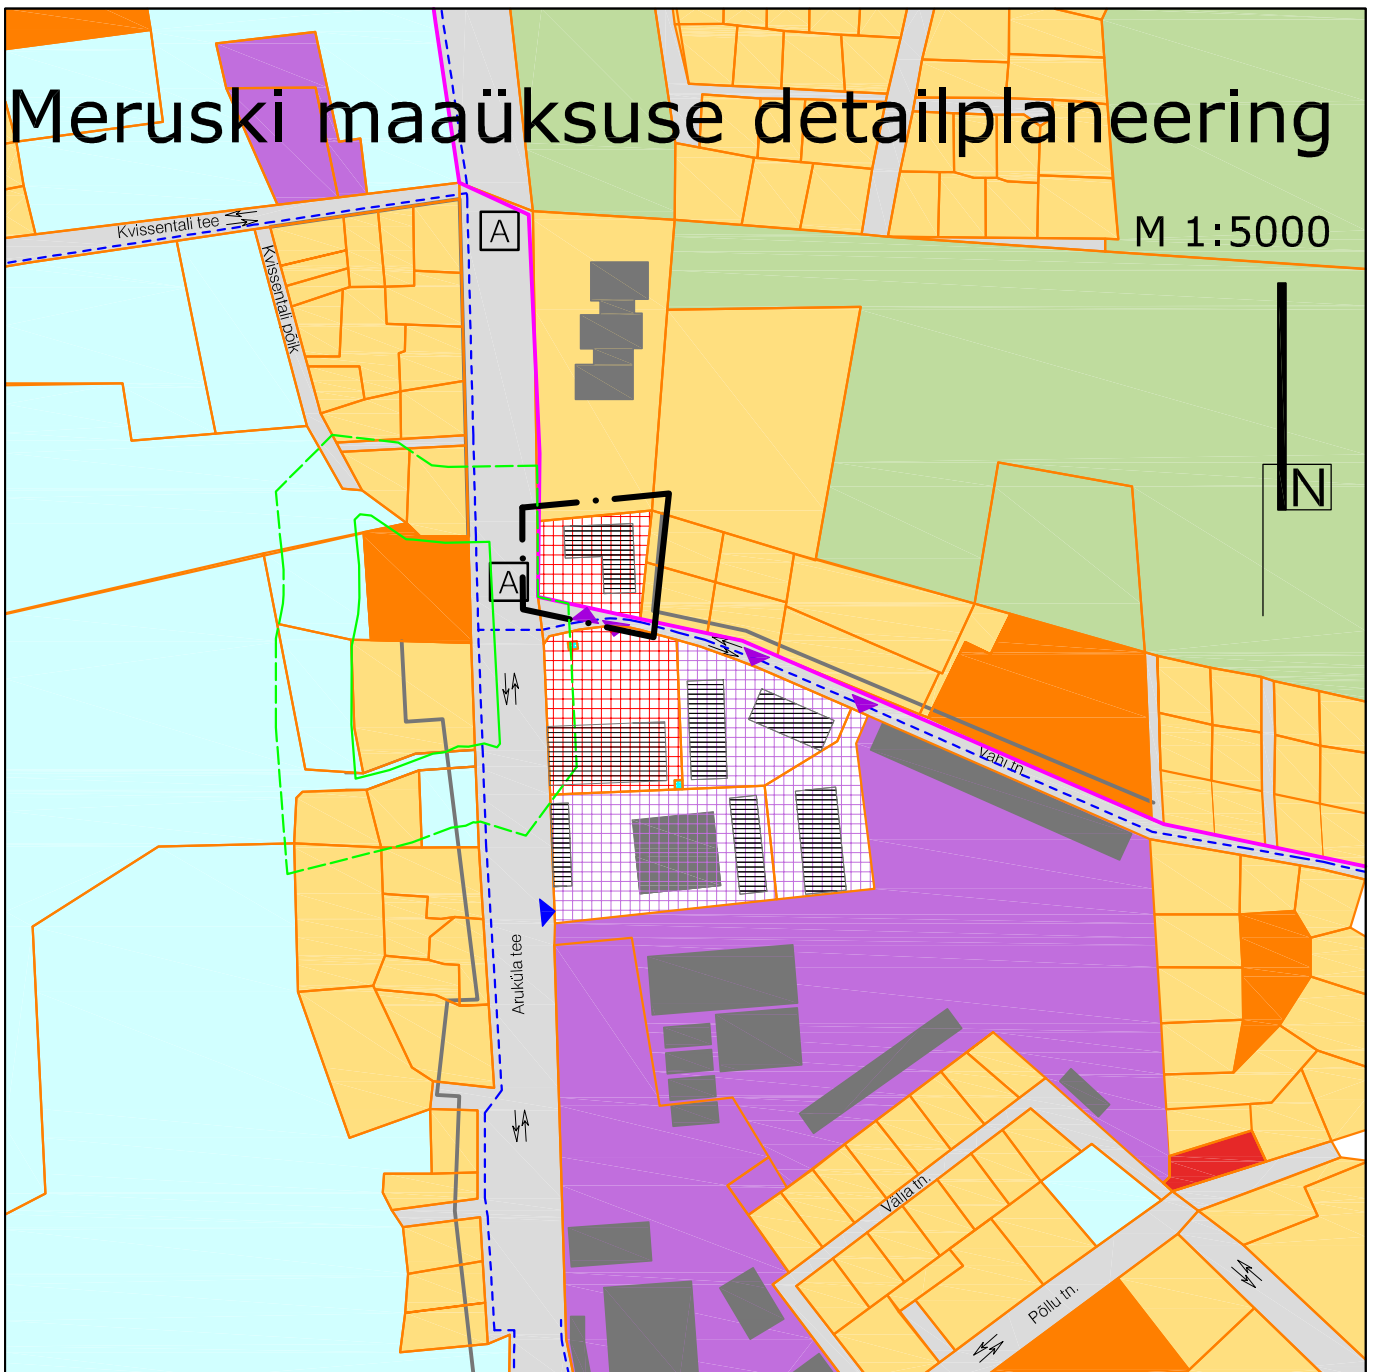 Meruski maaüksuse detailplaneering
M 1:5000
Kvissentali tee
A
Kvissentali põik
N
A
Vahi tn.
Aruküla tee
Välja tn.
Põllu tn.